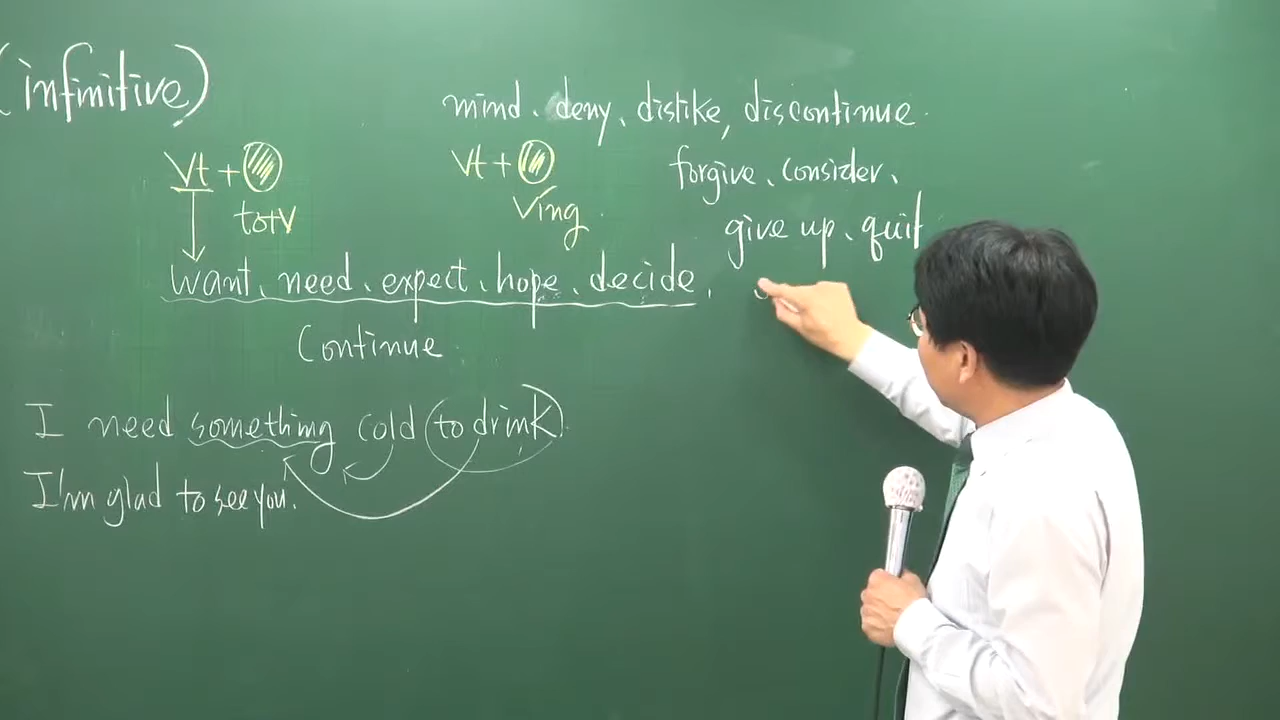 (infinitive)
mind、deny、dislike, discontinue.
Vt +
Vt +
forgive、consider、
to+V
Ving.
give up、quit
want、need、expect、hope、decide,
Continue
I need something cold (to drink).
I'm glad to see you.